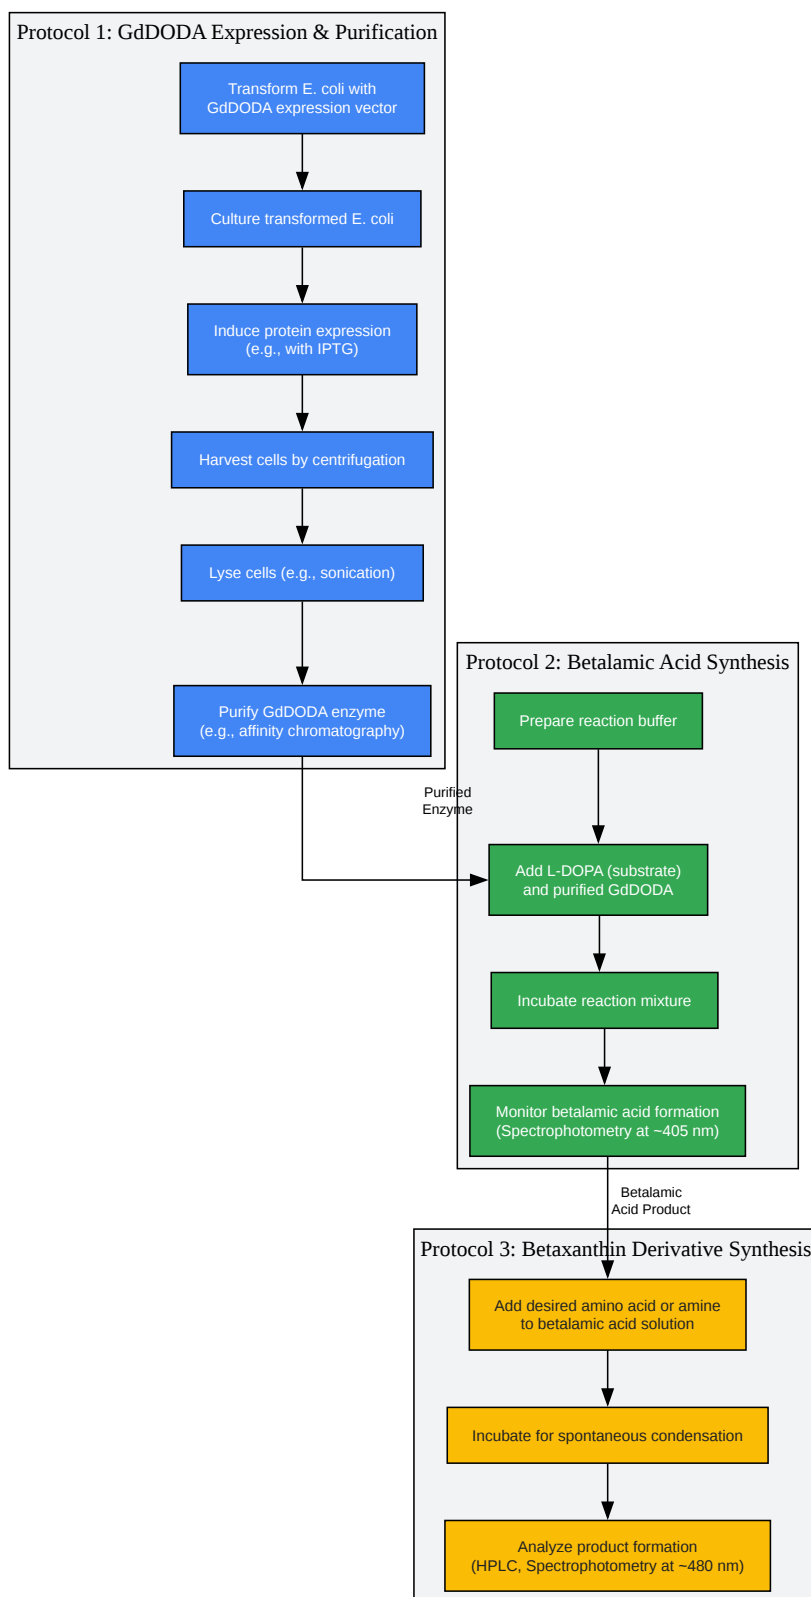 Protocol 1: GdDODA Expression & Purification
Transform E. coli with
GdDODA expression vector
Culture transformed E. coli
Induce protein expression
(e.g., with IPTG)
Harvest cells by centrifugation
Lyse cells (e.g., sonication)
Purify GdDODA enzyme
(e.g., affinity chromatography)
Purified
Enzyme
Protocol 2: Betalamic Acid Synthesis
Prepare reaction buffer
Add L-DOPA (substrate)
and purified GdDODA
Incubate reaction mixture
Monitor betalamic acid formation
(Spectrophotometry at ~405 nm)
Betalamic
Acid Product
Protocol 3: Betaxanthin Derivative Synthesis
Add desired amino acid or amine
to betalamic acid solution
Incubate for spontaneous condensation
Analyze product formation
(HPLC, Spectrophotometry at ~480 nm)